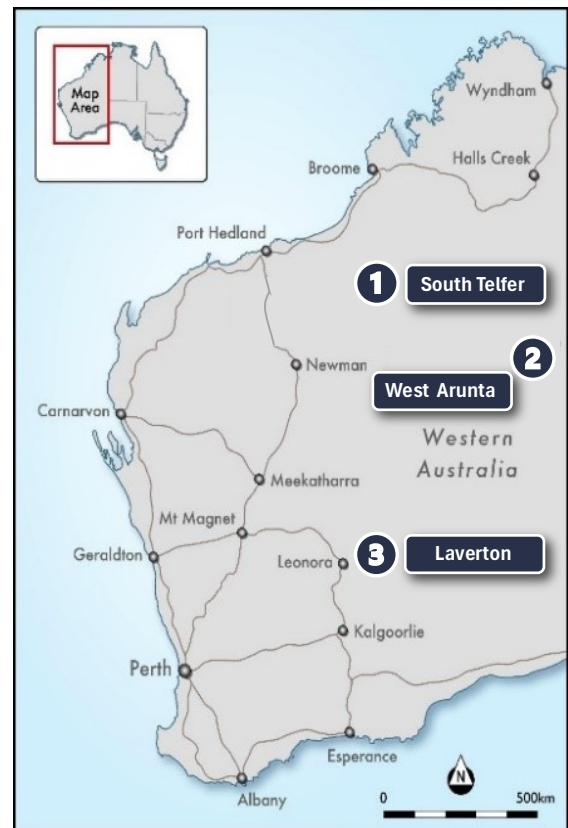 Map
Area
Wyndham
Halls Creek
Broome
Port Hedland
1 South Telfer
2
Newman
West Arunta
Carnarvon
Western
Australia
Meekatharra
Mt Magnet
Geraldton
Leonora
3 Laverton
Kalgoorlie
Perth
Esperance
N
Albany
0 500km